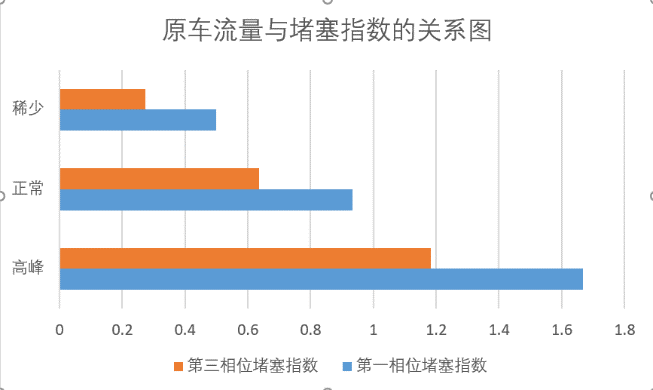 原车流量与堵塞指数的关系图
稀少
正常
高峰
0 0.2 0.4 0.6 0.8 1 1.2 1.4 1.6 1.8
第三相位堵塞指数 第一相位堵塞指数